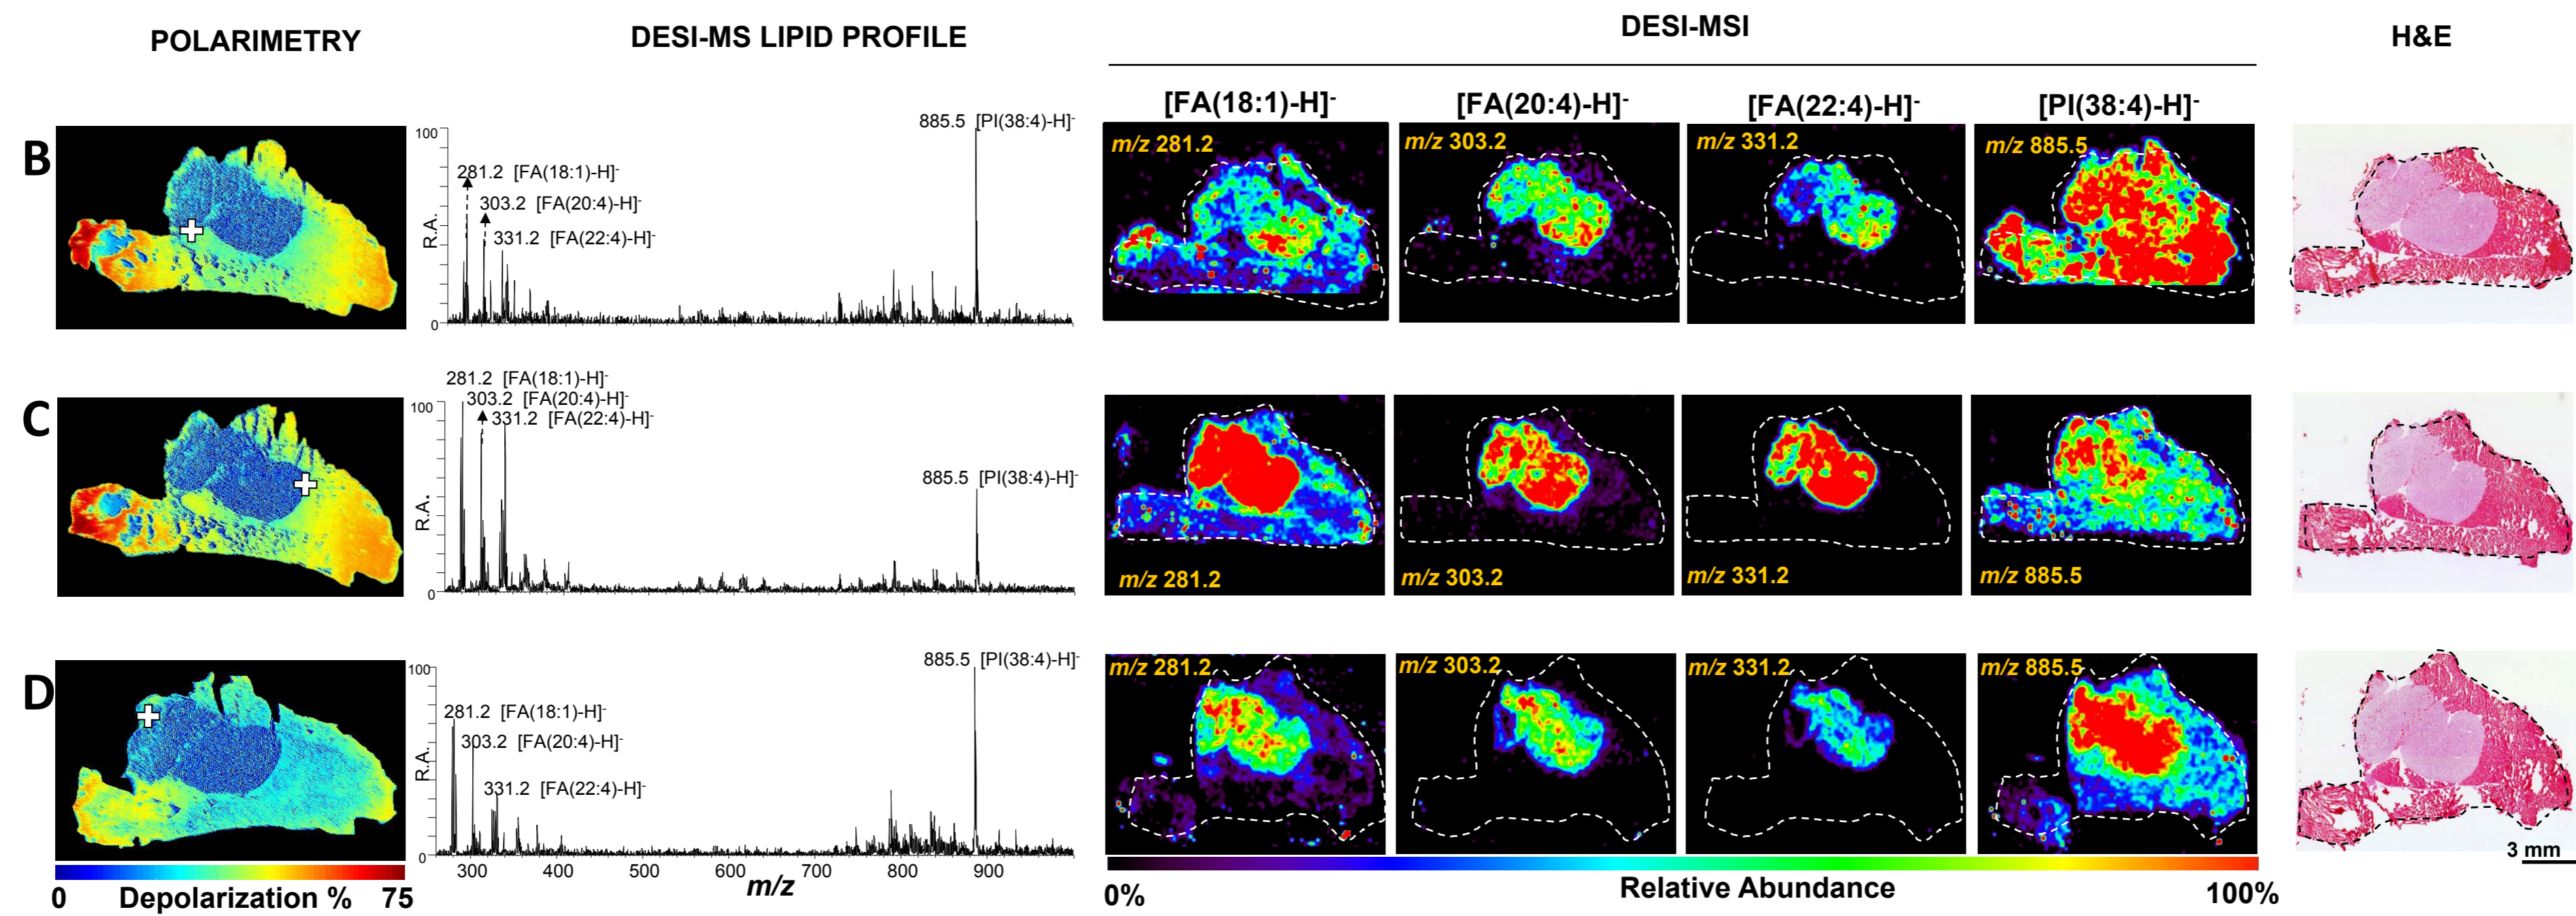 POLARIMETRY
DESI-MS LIPID PROFILE
DESI-MSI
H&E
[FA(18:1)-H]-
[FA(20:4)-H]-
[FA(22:4)-H]-
[PI(38:4)-H]-
B
100
R.A.
0
885.5 [PI(38:4)-H]-
281.2 [FA(18:1)-H]-
303.2 [FA(20:4)-H]-
331.2 [FA(22:4)-H]-
m/z 281.2
m/z 303.2
m/z 331.2
m/z 885.5
C
100
R.A.
0
281.2 [FA(18:1)-H]-
303.2 [FA(20:4)-H]-
331.2 [FA(22:4)-H]-
885.5 [PI(38:4)-H]-
m/z 281.2
m/z 303.2
m/z 331.2
m/z 885.5
D
100
R.A.
0
885.5 [PI(38:4)-H]-
281.2 [FA(18:1)-H]-
303.2 [FA(20:4)-H]-
331.2 [FA(22:4)-H]-
m/z 281.2
m/z 303.2
m/z 331.2
m/z 885.5
3 mm
300 400 500 600 700 800 900
m/z
0 Depolarization % 75
0% Relative Abundance 100%